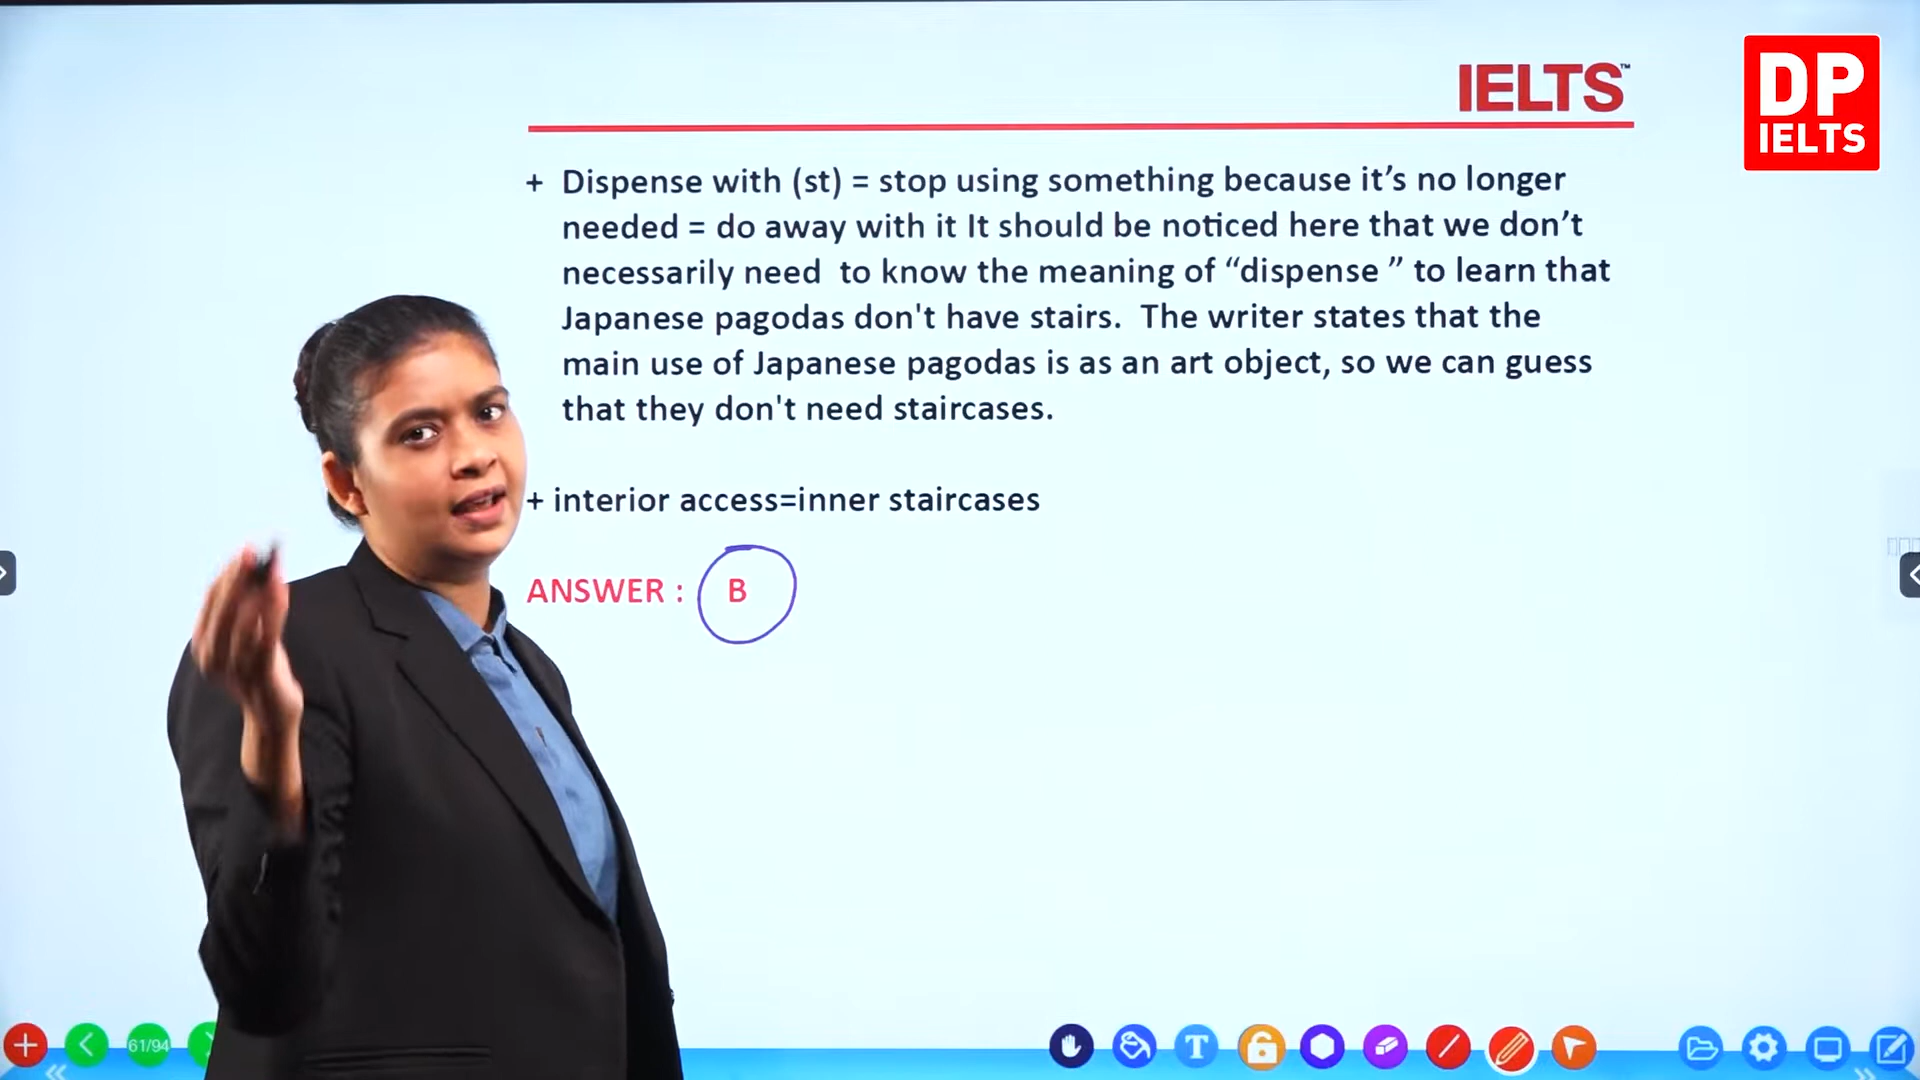 IELTS™
DP
IELTS
+ Dispense with (st) = stop using something because it’s no longer
needed = do away with it It should be noticed here that we don’t
necessarily need to know the meaning of “dispense ” to learn that
Japanese pagodas don't have stairs. The writer states that the
main use of Japanese pagodas is as an art object, so we can guess
that they don't need staircases.
+ interior access=inner staircases
ANSWER : B
61/94
T